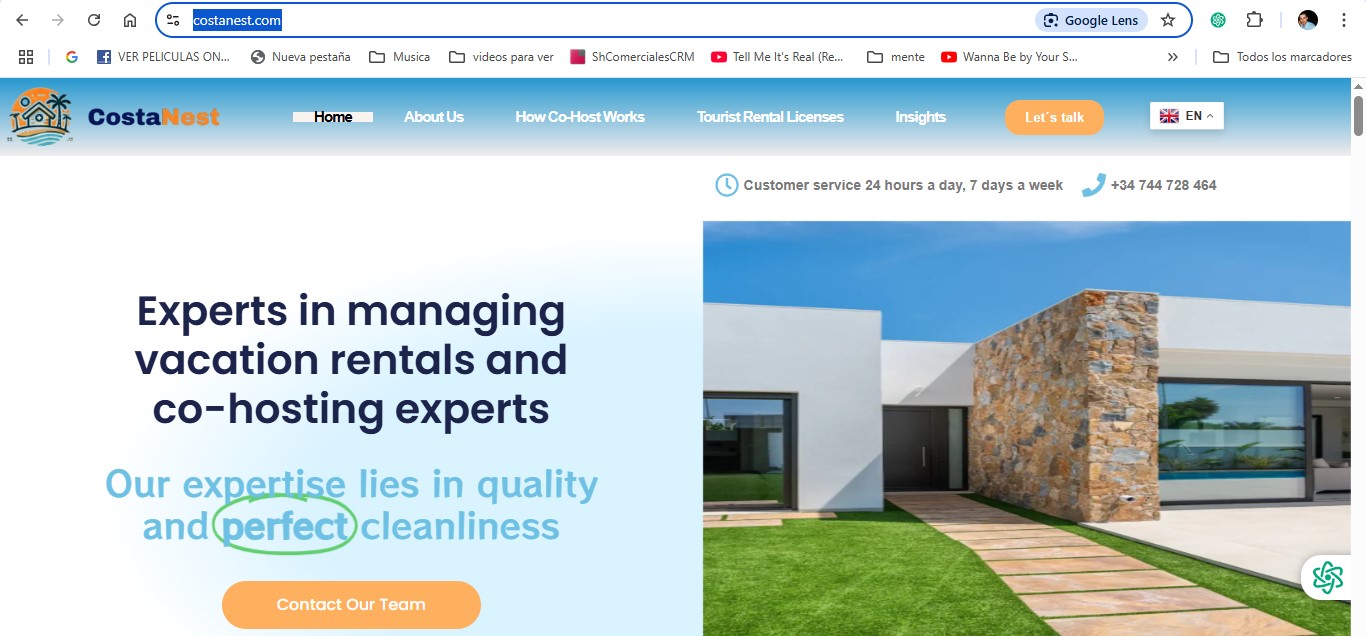 costanest.com
Google Lens
VER PELICULAS ON...
Nueva pestaña
Musica
videos para ver
ShComercialesCRM
Tell Me It's Real (Re...
mente
Wanna Be by Your S...
»
Todos los marcadores
CostaNest
Home
About Us
How Co-Host Works
Tourist Rental Licenses
Insights
Let´s talk
EN
Customer service 24 hours a day, 7 days a week
+34 744 728 464
Experts in managing
vacation rentals and
co-hosting experts
Our expertise lies in quality
and perfect cleanliness
Contact Our Team